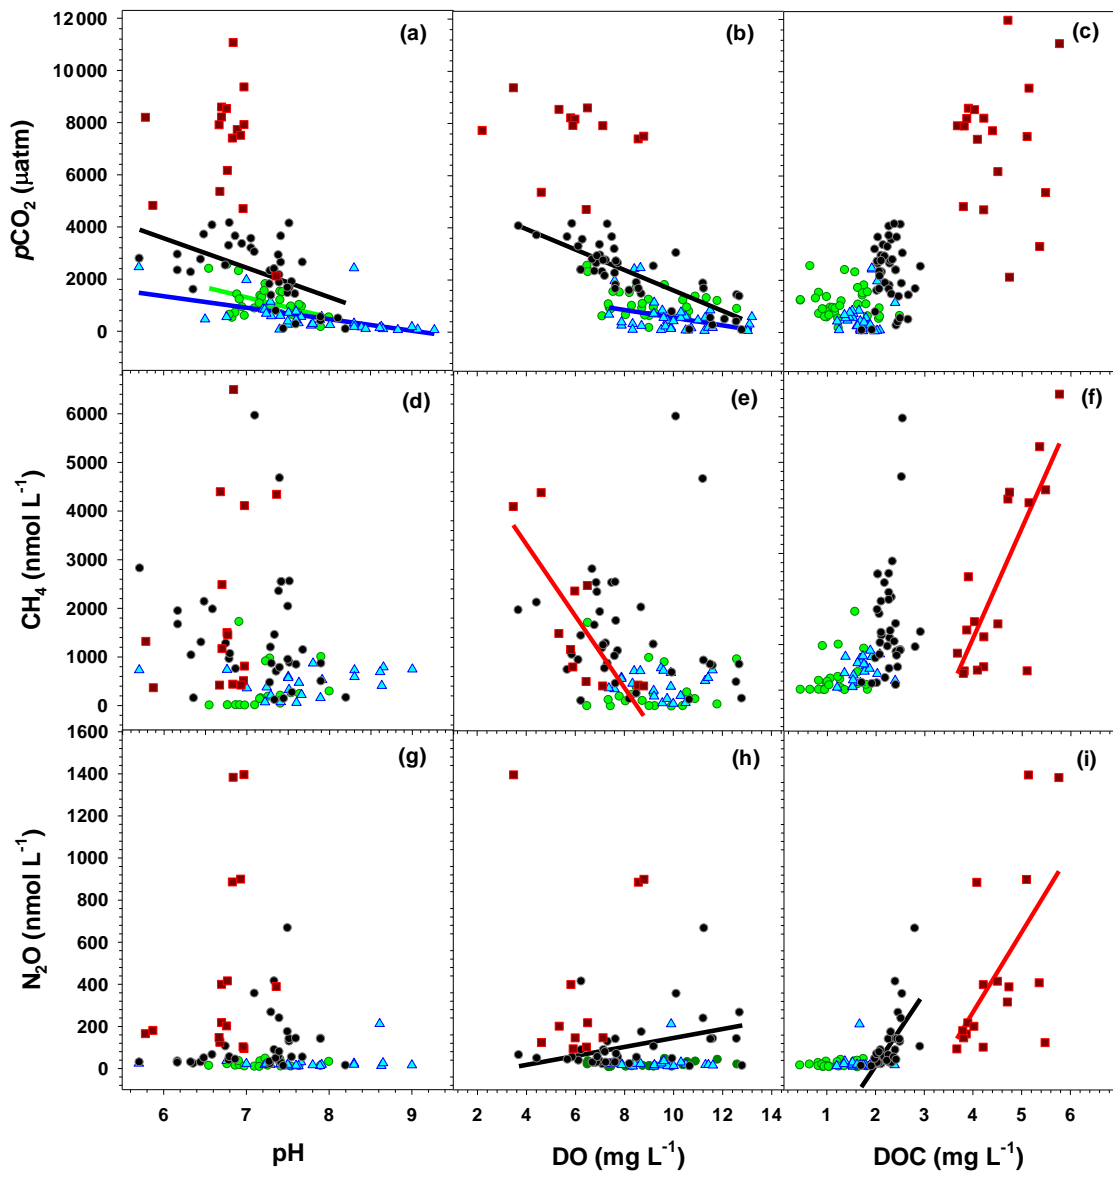 12000
10000
8000
6000
4000
2000
0
pCO₂ (µatm)
(a)
(b)
(c)
6000
5000
4000
3000
2000
1000
0
CH₄ (nmol L⁻¹)
(d)
(e)
(f)
1600
1400
1200
1000
800
600
400
200
0
N₂O (nmol L⁻¹)
(g)
(h)
(i)
6 7 8 9
2 4 6 8 10 12 14
1 2 3 4 5 6
pH
DO (mg L⁻¹)
DOC (mg L⁻¹)